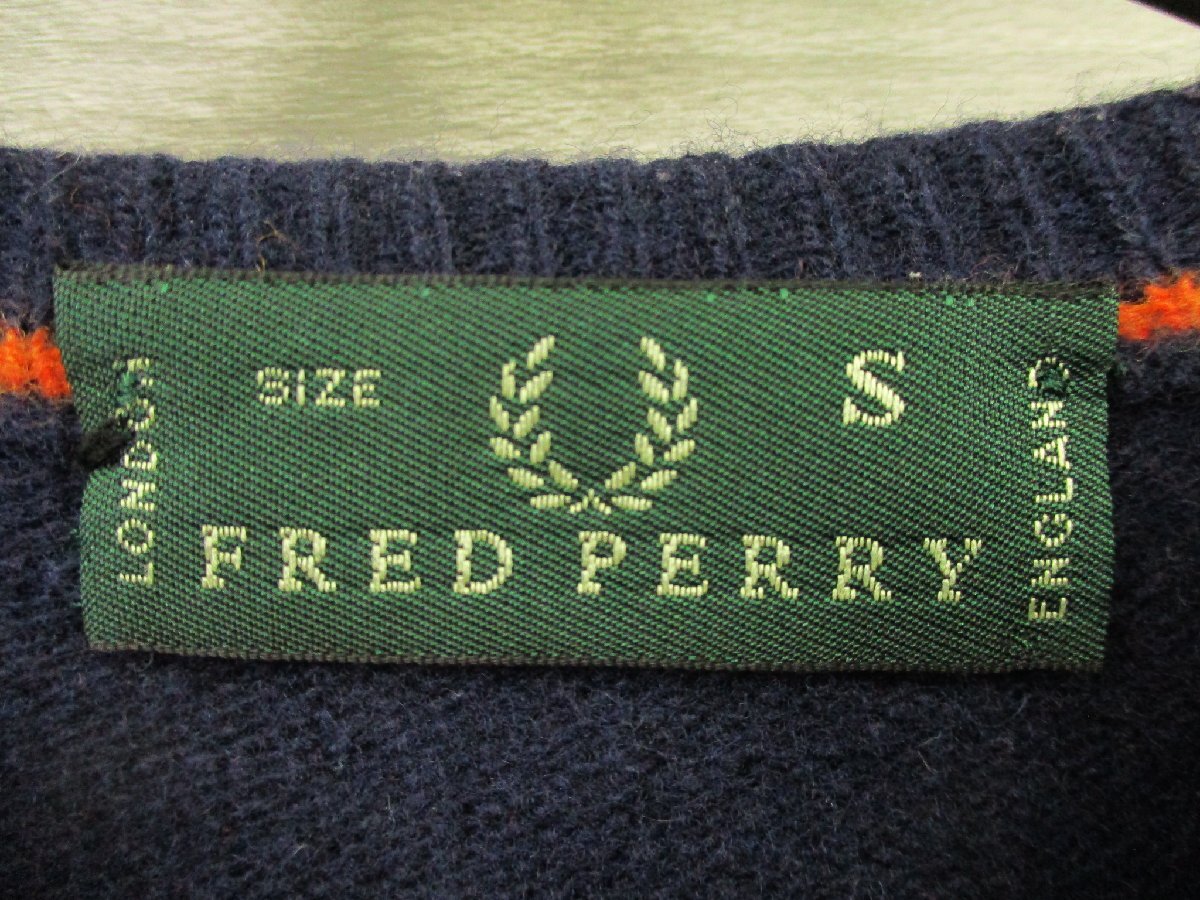 SIZE S
FRED PERRY
LONDON
ENGLAND